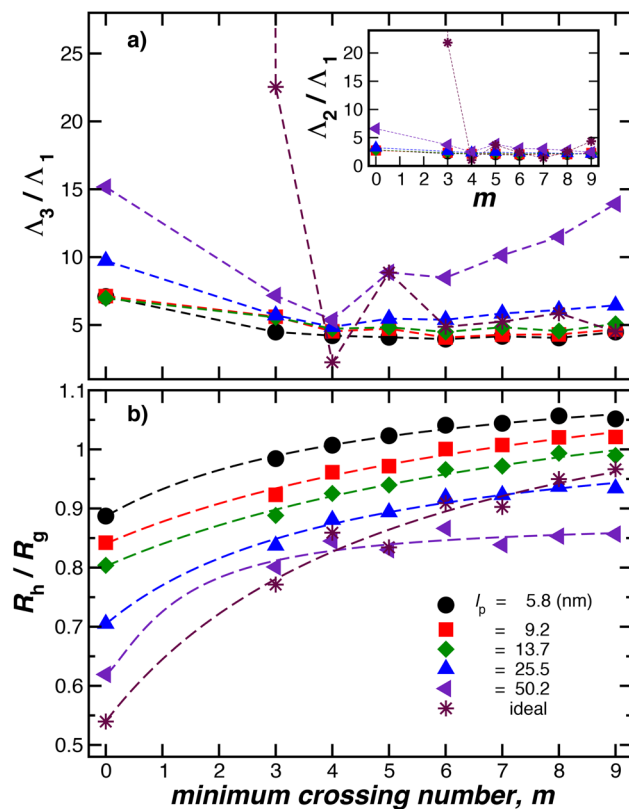 a)
Λ3 / Λ1
25
20
15
10
5
Λ2 / Λ1
20
15
10
5
0
0 1 2 3 4 5 6 7 8 9
m
b)
Rh / Rg
1.1
1
0.9
0.8
0.7
0.6
0.5
lp = 5.8 (nm)
= 9.2
= 13.7
= 25.5
= 50.2
ideal
0 1 2 3 4 5 6 7 8 9
minimum crossing number, m